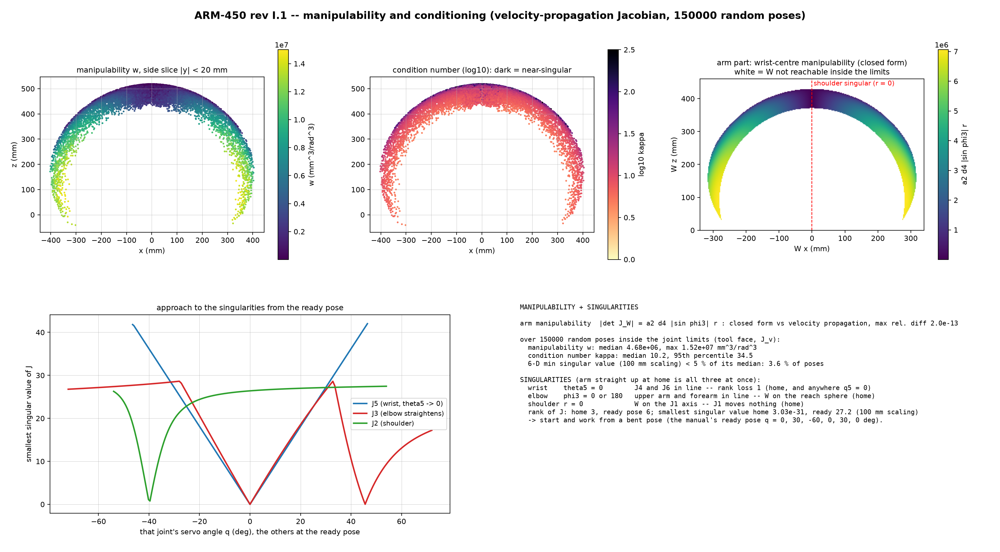 ARM-450 rev I.1 -- manipulability and conditioning (velocity-propagation Jacobian, 150000 random poses)
manipulability w, side slice |y| < 20 mm
1e7
1.4
1.2
1.0
0.8
0.6
0.4
0.2
w (mm^3/rad^3)
500
400
300
200
100
0
z (mm)
−400 −300 −200 −100 0 100 200 300 400
x (mm)
condition number (log10): dark = near-singular
2.5
2.0
1.5
1.0
0.5
0.0
log10 kappa
500
400
300
200
100
0
−400 −300 −200 −100 0 100 200 300 400
x (mm)
arm part: wrist-centre manipulability (closed form)
white = W not reachable inside the limits
shoulder singular (r = 0)
1e6
7
6
5
4
3
2
1
a2 d4 |sin phi3| r
400
300
200
100
0
W z (mm)
−300 −200 −100 0 100 200 300
W x (mm)
approach to the singularities from the ready pose
40
30
20
10
0
smallest singular value of J
J5 (wrist, theta5 -> 0)
J3 (elbow straightens)
J2 (shoulder)
−60 −40 −20 0 20 40 60
that joint's servo angle q (deg), the others at the ready pose
MANIPULABILITY + SINGULARITIES
arm manipulability  |det J_W| = a2 d4 |sin phi3| r : closed form vs velocity propagation, max rel. diff 2.0e-13
over 150000 random poses inside the joint limits (tool face, J_v):
manipulability w: median 4.68e+06, max 1.52e+07 mm^3/rad^3
condition number kappa: median 10.2, 95th percentile 34.5
6-D min singular value (100 mm scaling) < 5 % of its median: 3.6 % of poses
SINGULARITIES (arm straight up at home is all three at once):
wrist    theta5 = 0        J4 and J6 in line -- rank loss 1 (home, and anywhere q5 = 0)
elbow    phi3 = 0 or 180   upper arm and forearm in line -- W on the reach sphere (home)
shoulder r = 0             W on the J1 axis -- J1 moves nothing (home)
rank of J: home 3, ready pose 6; smallest singular value home 3.03e-31, ready 27.2 (100 mm scaling)
-> start and work from a bent pose (the manual's ready pose q = 0, 30, -60, 0, 30, 0 deg).